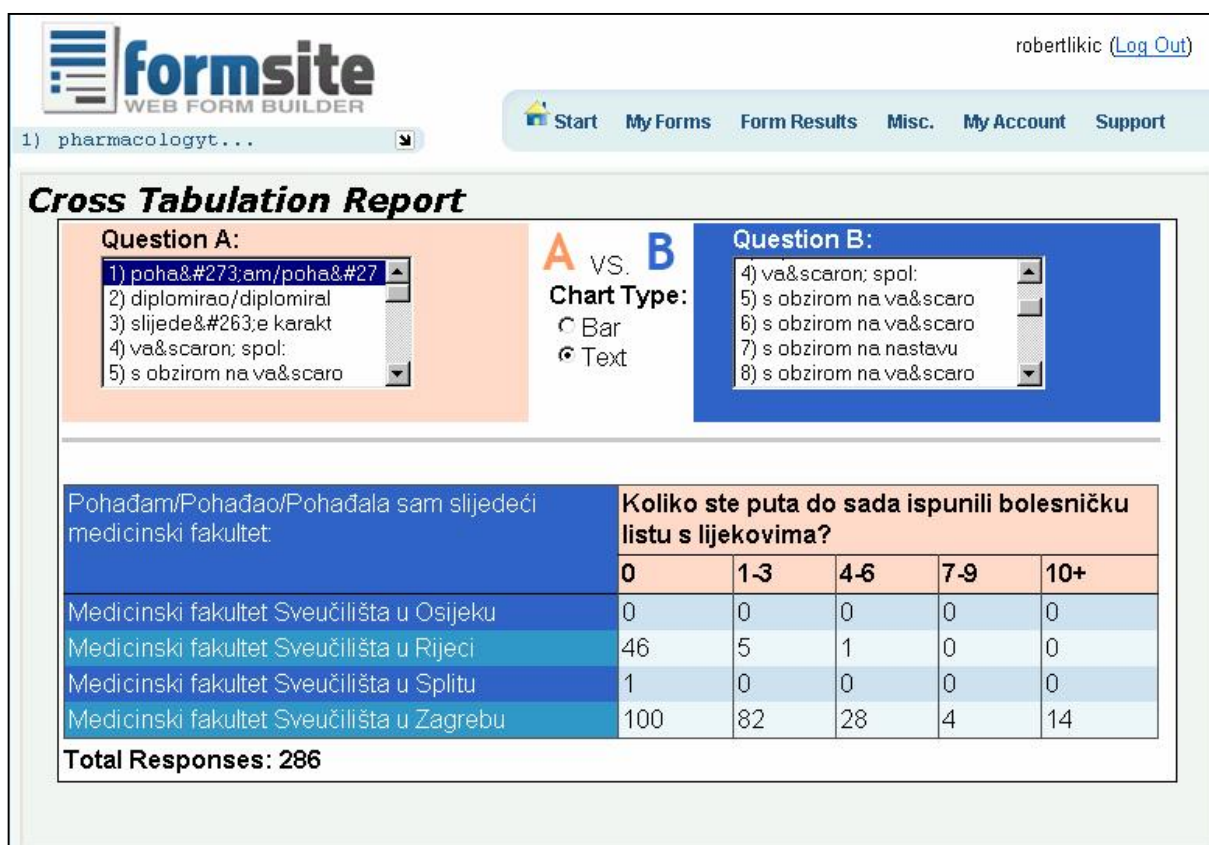 formsite
WEB FORM BUILDER
robertlikic (Log Out)
1) pharmacologyt...
Start My Forms Form Results Misc. My Account Support
Cross Tabulation Report
Question A:
1) poha&#273;am/poha&#27
2) diplomirao/diplomiral
3) slijede&#263;e karakt
4) va&scaron; spol:
5) s obzirom na va&scaro
A VS. B
Chart Type:
Bar
Text
Question B:
4) va&scaron; spol:
5) s obzirom na va&scaro
6) s obzirom na va&scaro
7) s obzirom na nastavu
8) s obzirom na va&scaro
Pohađam/Pohađao/Pohađala sam slijedeći
medicinski fakultet:
Koliko ste puta do sada ispunili bolesničku
listu s lijekovima?
0 1-3 4-6 7-9 10+
Medicinski fakultet Sveučilišta u Osijeku 0 0 0 0 0
Medicinski fakultet Sveučilišta u Rijeci 46 5 1 0 0
Medicinski fakultet Sveučilišta u Splitu 1 0 0 0 0
Medicinski fakultet Sveučilišta u Zagrebu 100 82 28 4 14
Total Responses: 286